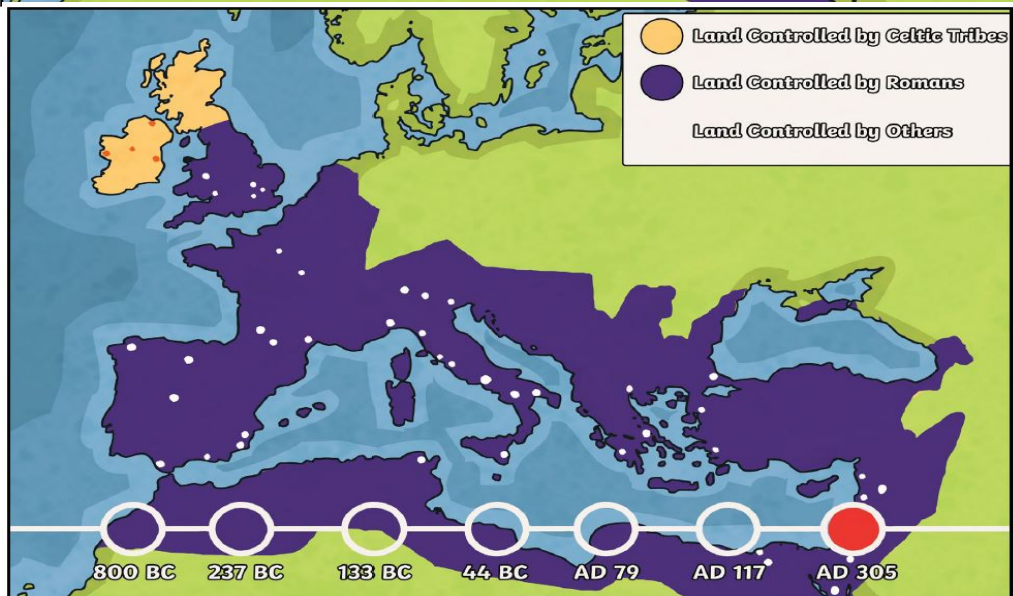 Land Controlled by Celtic Tribes
Land Controlled by Romans
Land Controlled by Others
800 BC 237 BC 133 BC 44 BC AD 79 AD 117 AD 305